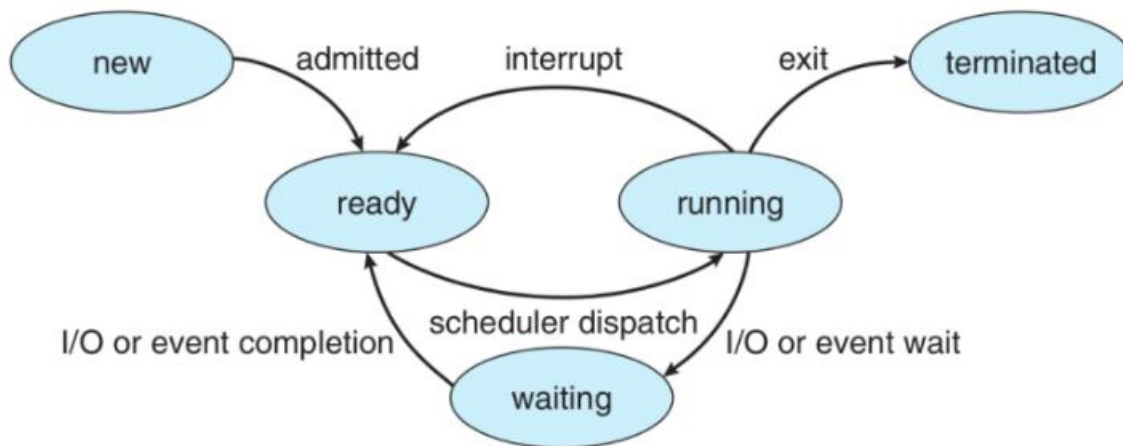 new
admitted
interrupt
exit
terminated
ready
running
I/O or event completion
scheduler dispatch
I/O or event wait
waiting